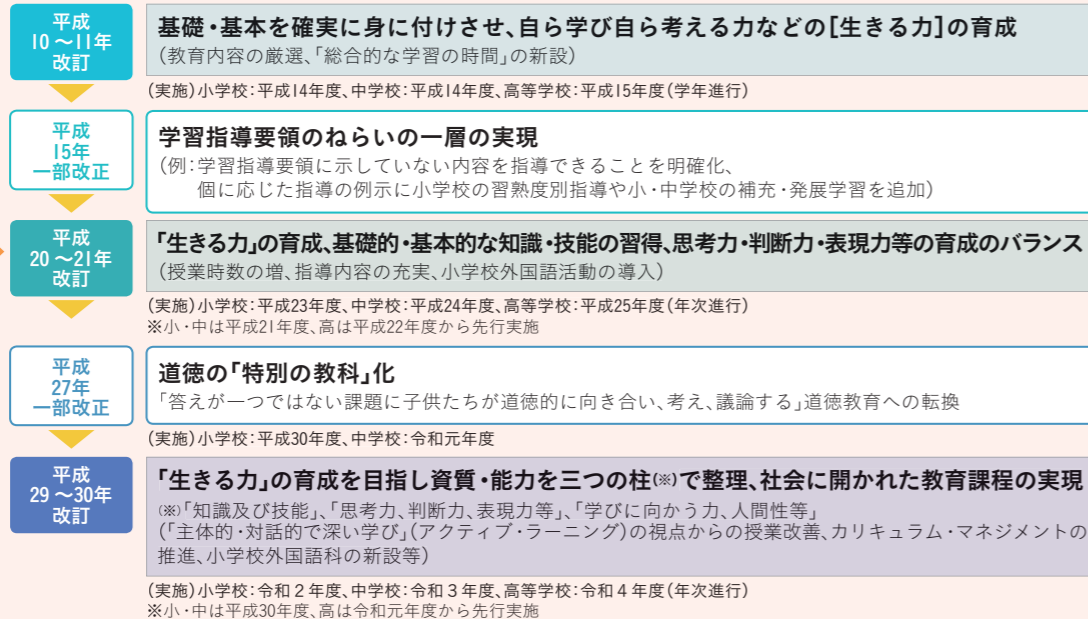 平成
10～11年
改訂
基礎・基本を確実に身に付けさせ、自ら学び自ら考える力などの[生きる力]の育成
(教育内容の厳選、「総合的な学習の時間」の新設)
(実施)小学校:平成14年度、中学校:平成14年度、高等学校:平成15年度(学年進行)
平成
15年
一部改正
学習指導要領のねらいの一層の実現
(例:学習指導要領に示していない内容を指導できることを明確化、
個に応じた指導の例示に小学校の習熟度別指導や小・中学校の補充・発展学習を追加)
平成
20～21年
改訂
「生きる力」の育成、基礎的・基本的な知識・技能の習得、思考力・判断力・表現力等の育成のバランス
(授業時数の増、指導内容の充実、小学校外国語活動の導入)
(実施)小学校:平成23年度、中学校:平成24年度、高等学校:平成25年度(年次進行)
※小・中は平成21年度、高は平成22年度から先行実施
平成
27年
一部改正
道徳の「特別の教科」化
「答えが一つではない課題に子供たちが道徳的に向き合い、考え、議論する」道徳教育への転換
(実施)小学校:平成30年度、中学校:令和元年度
平成
29～30年
改訂
「生きる力」の育成を目指し資質・能力を三つの柱(※)で整理、社会に開かれた教育課程の実現
(※)「知識及び技能」、「思考力、判断力、表現力等」、「学びに向かう力、人間性等」
(「主体的・対話的で深い学び」(アクティブ・ラーニング)の視点からの授業改善、カリキュラム・マネジメントの
推進、小学校外国語科の新設等)
(実施)小学校:令和２年度、中学校:令和３年度、高等学校:令和４年度(年次進行)
※小・中は平成30年度、高は令和元年度から先行実施